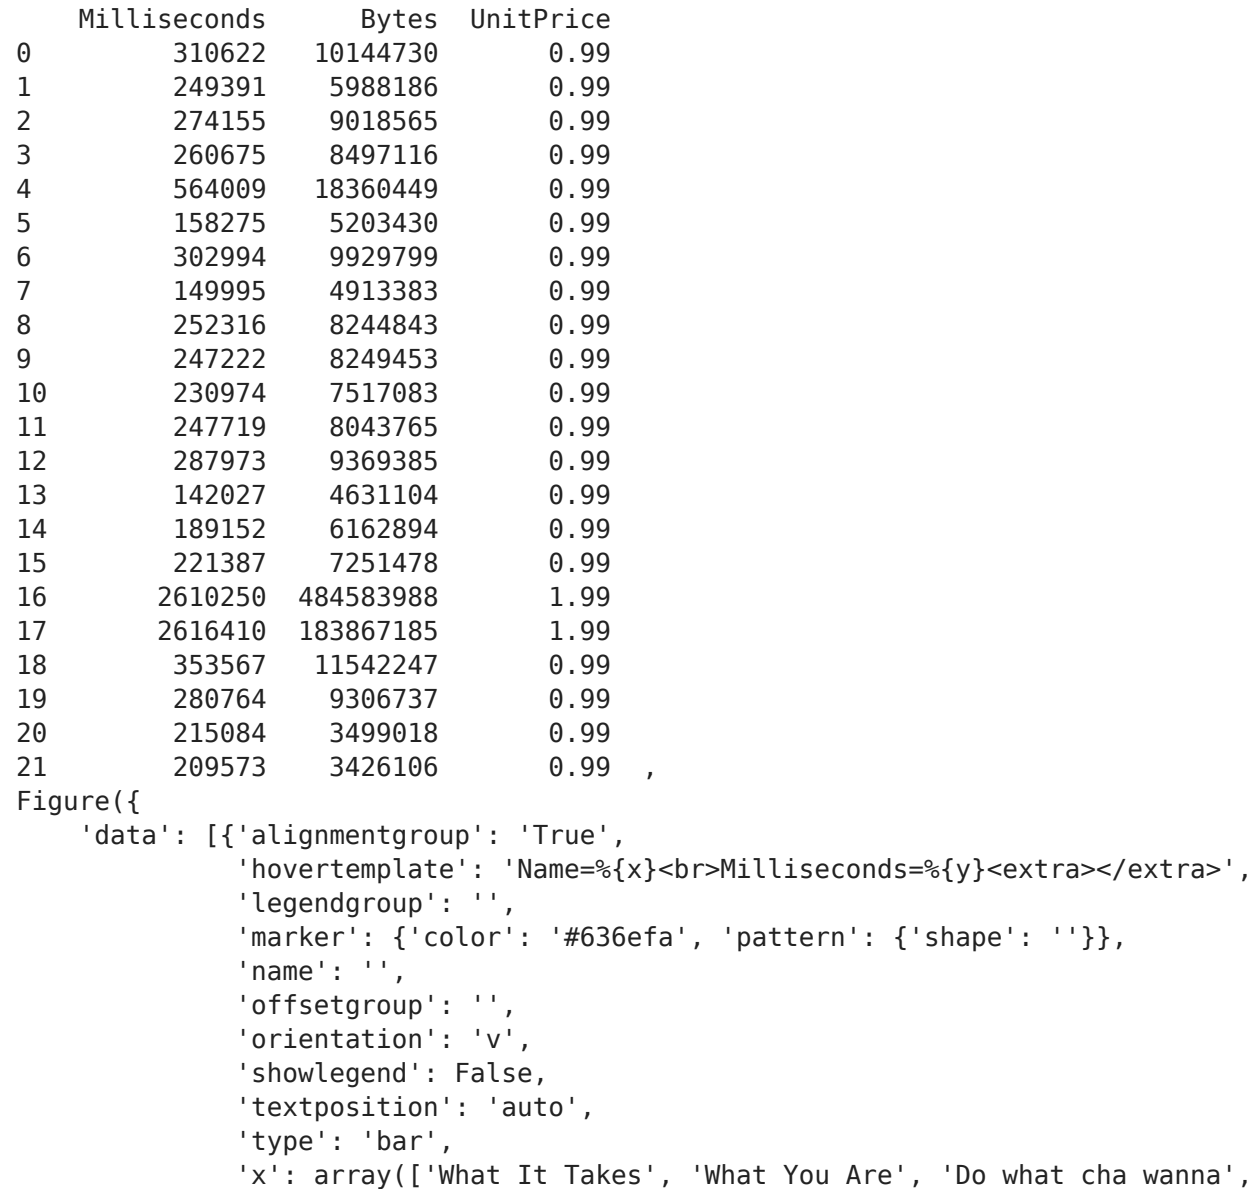 Milliseconds      Bytes  UnitPrice
0         310622   10144730       0.99
1         249391    5988186       0.99
2         274155    9018565       0.99
3         260675    8497116       0.99
4         564009   18360449       0.99
5         158275    5203430       0.99
6         302994    9929799       0.99
7         149995    4913383       0.99
8         252316    8244843       0.99
9         247222    8249453       0.99
10        230974    7517083       0.99
11        247719    8043765       0.99
12        287973    9369385       0.99
13        142027    4631104       0.99
14        189152    6162894       0.99
15        221387    7251478       0.99
16       2610250  484583988       1.99
17       2616410  183867185       1.99
18        353567   11542247       0.99
19        280764    9306737       0.99
20        215084    3499018       0.99
21        209573    3426106       0.99  ,
Figure({
    'data': [{'alignmentgroup': 'True',
              'hovertemplate': 'Name=%{x}<br>Milliseconds=%{y}<extra></extra>',
              'legendgroup': '',
              'marker': {'color': '#636efa', 'pattern': {'shape': ''}},
              'name': '',
              'offsetgroup': '',
              'orientation': 'v',
              'showlegend': False,
              'textposition': 'auto',
              'type': 'bar',
              'x': array(['What It Takes', 'What You Are', 'Do what cha wanna',